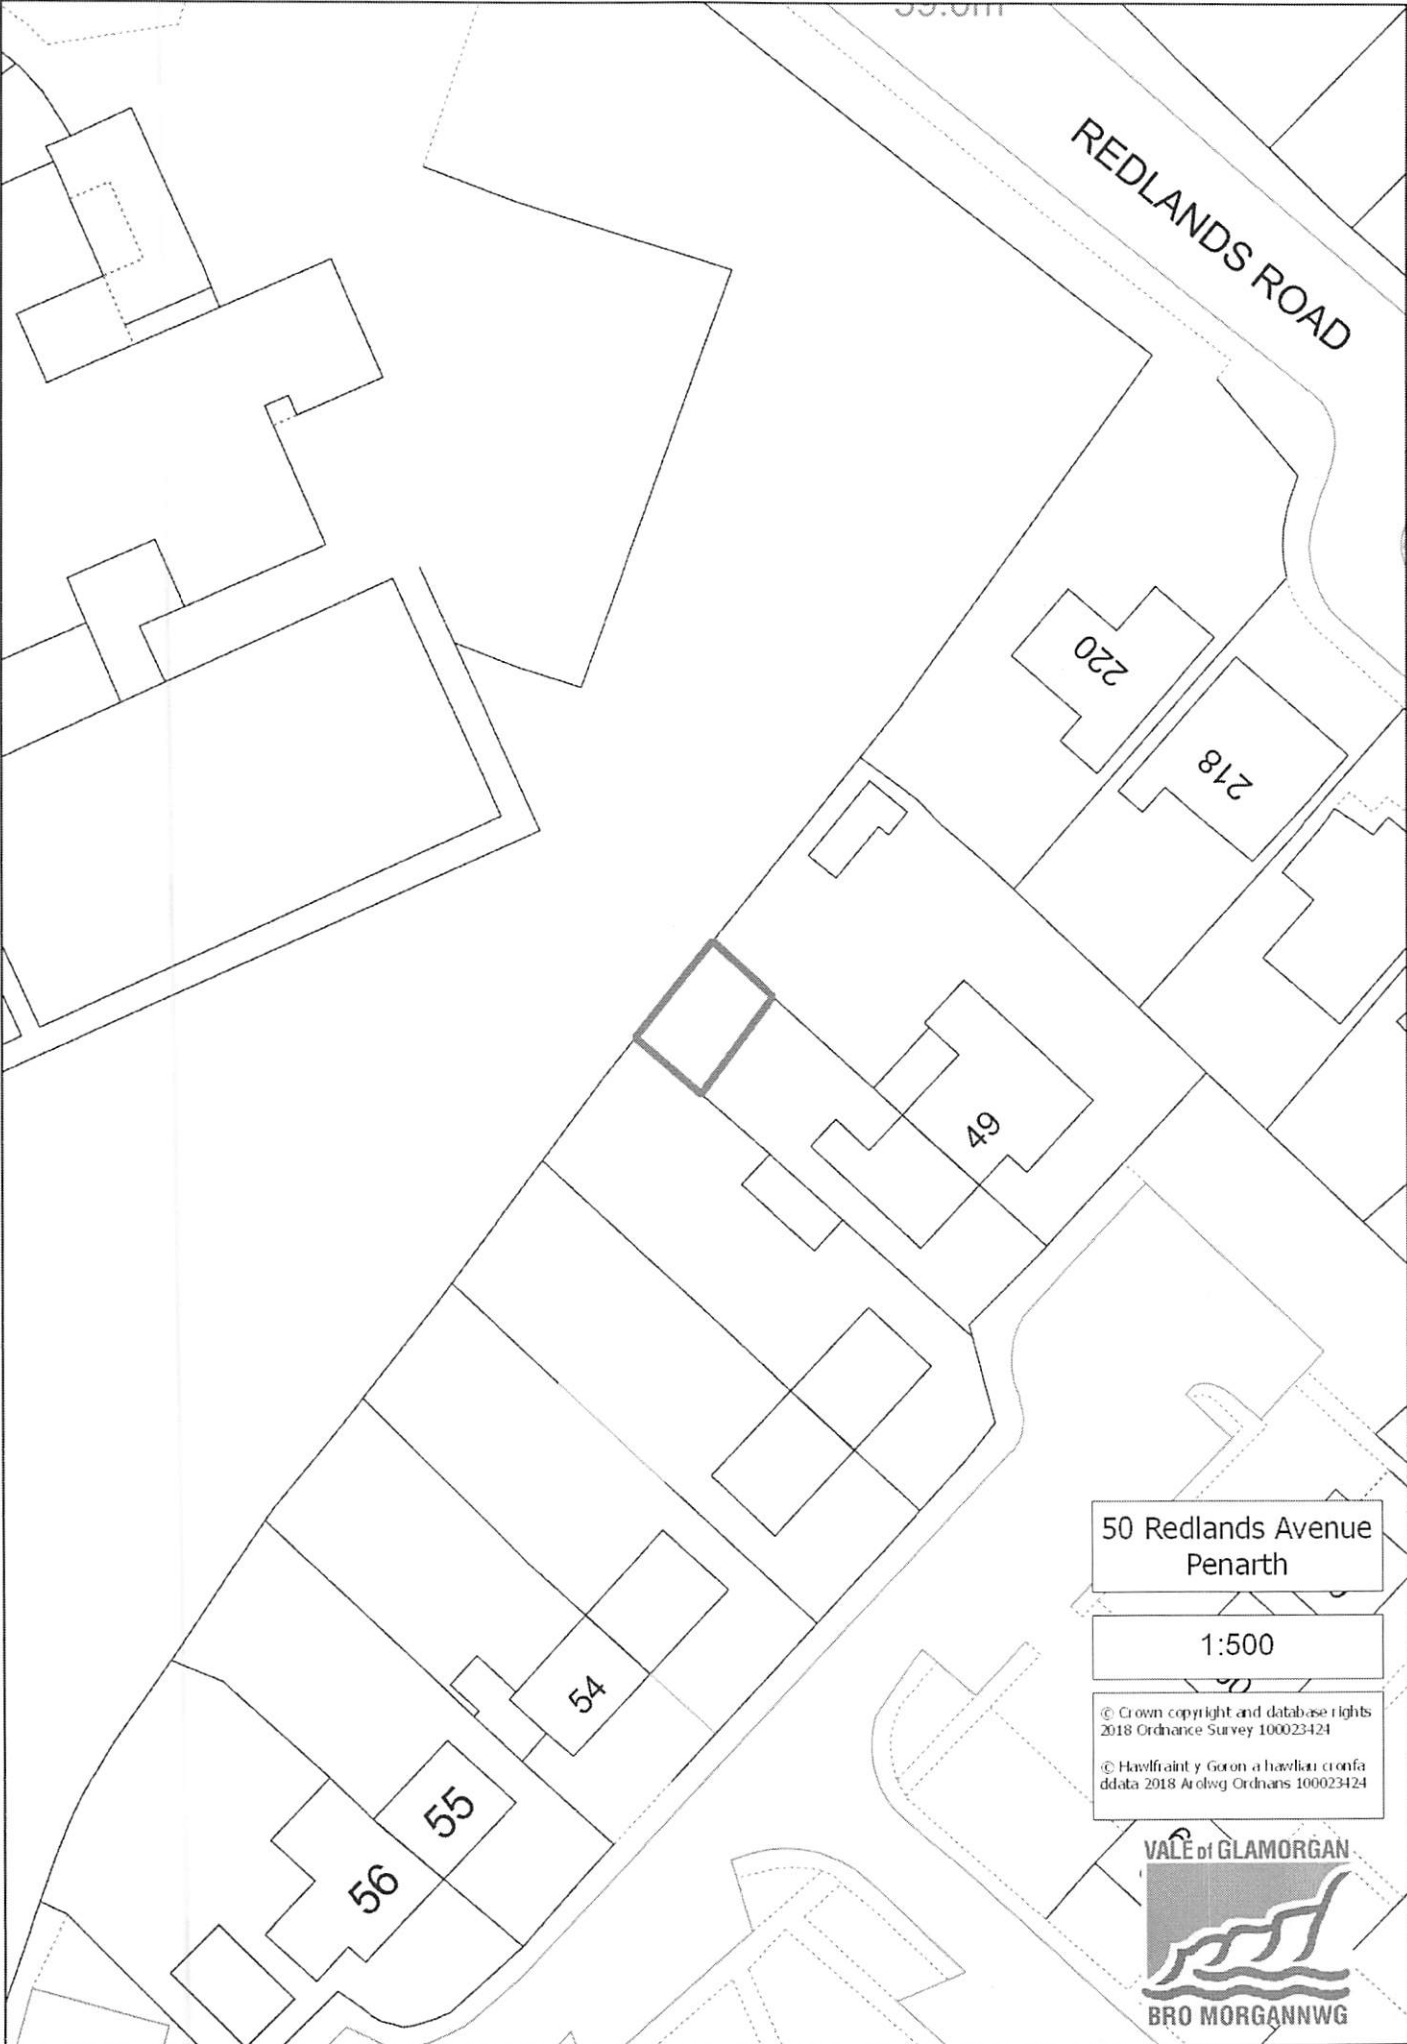 REDLANDS ROAD
220
218
49
54
55
56
50 Redlands Avenue
Penarth
1:500
© Crown copyright and database rights
2018 Ordnance Survey 100023424
© Hawlfraint y Goron a hawliau cronfa
ddata 2018 Arolwg Ordnans 100023424
VALE of GLAMORGAN
BRO MORGANNWG